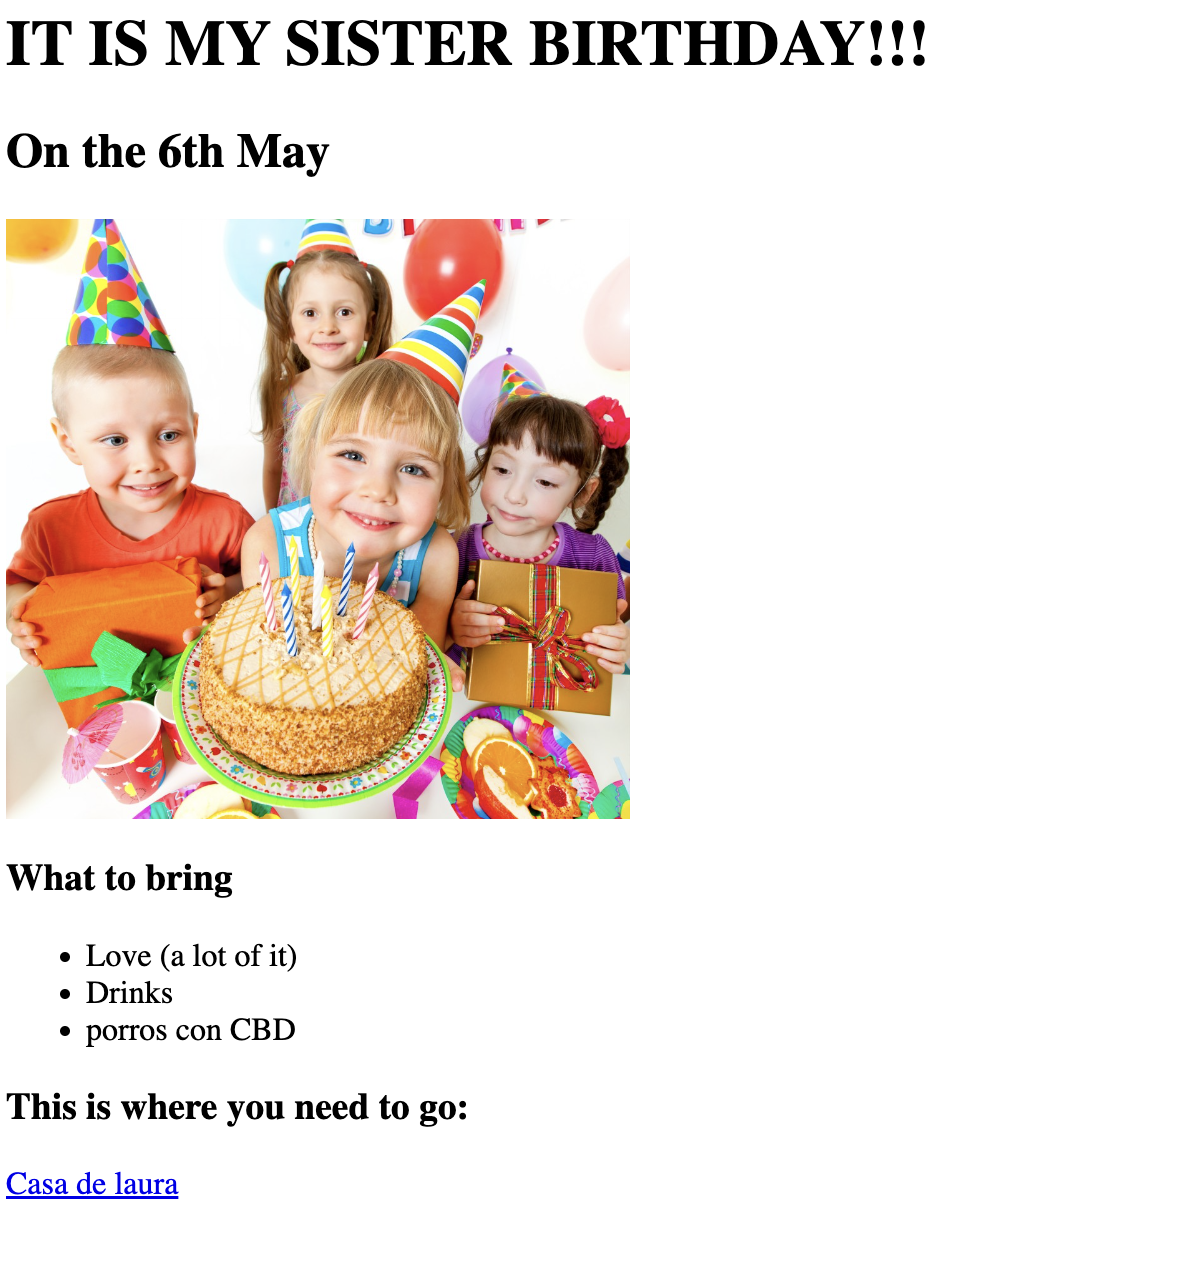 IT IS MY SISTER BIRTHDAY!!!
On the 6th May
What to bring
Love (a lot of it)
Drinks
porros con CBD
This is where you need to go:
Casa de laura